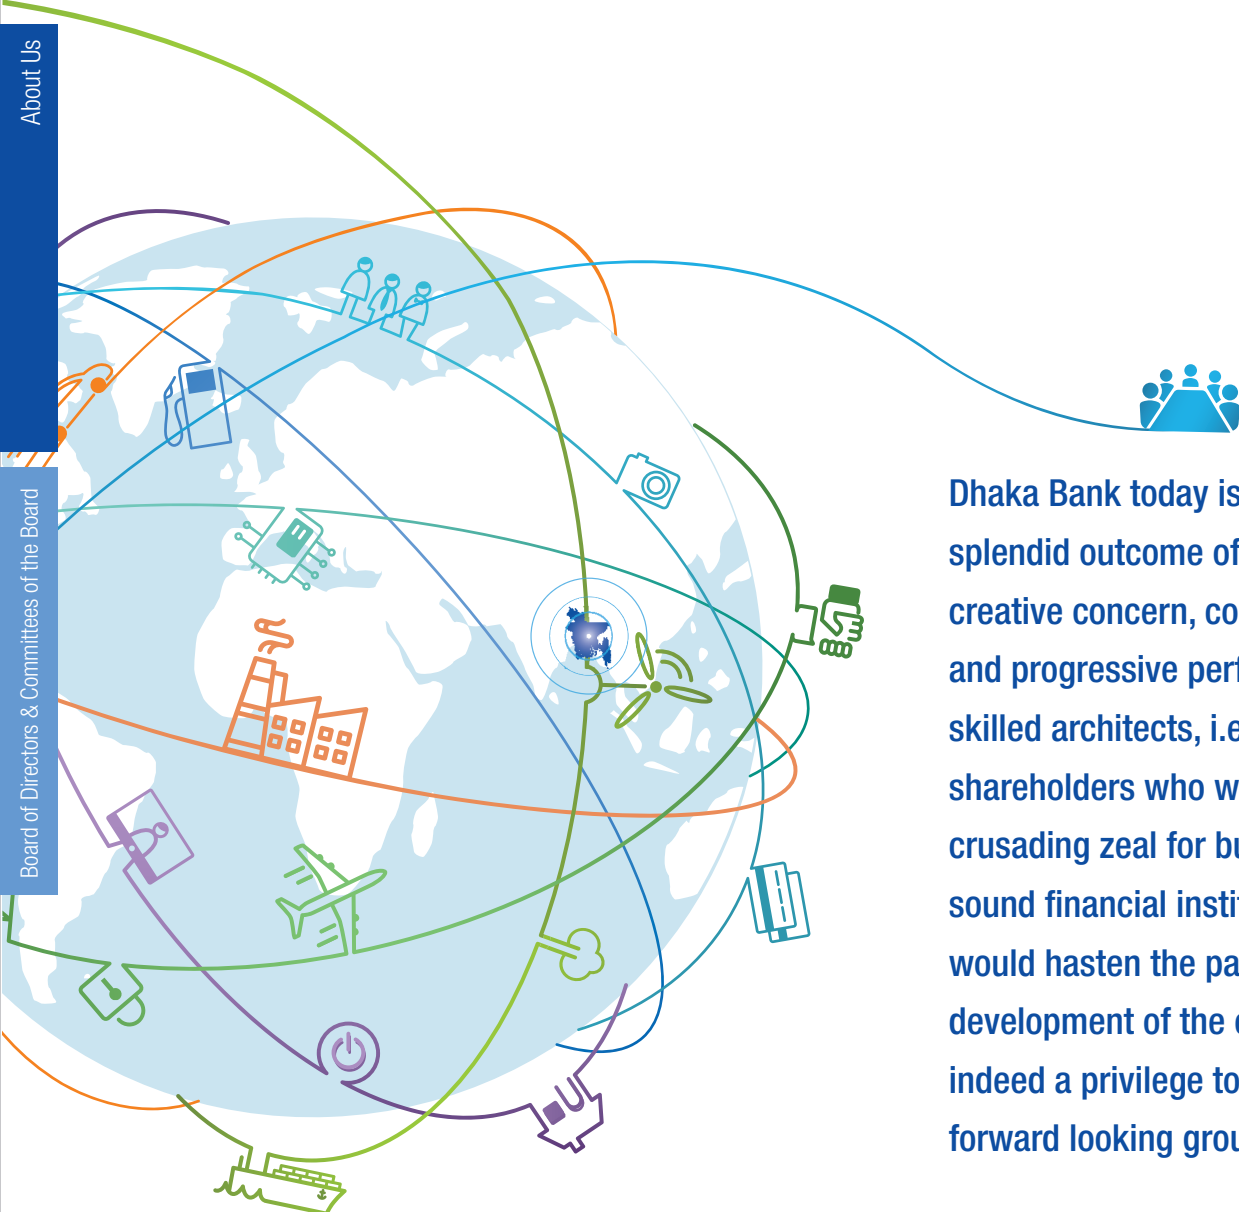 About Us
Board of Directors & Committees of the Board
Dhaka Bank today is
splendid outcome of
creative concern, co
and progressive perf
skilled architects, i.e
shareholders who w
crusading zeal for bu
sound financial instit
would hasten the pa
development of the
indeed a privilege to
forward looking grou